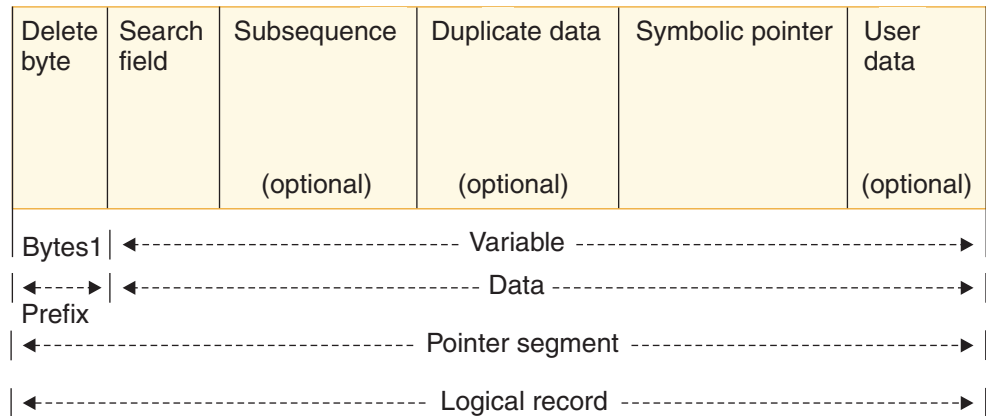 Delete byte
Search field
Subsequence (optional)
Duplicate data (optional)
Symbolic pointer
User data (optional)
Bytes1
Variable
Data
Prefix
Pointer segment
Logical record